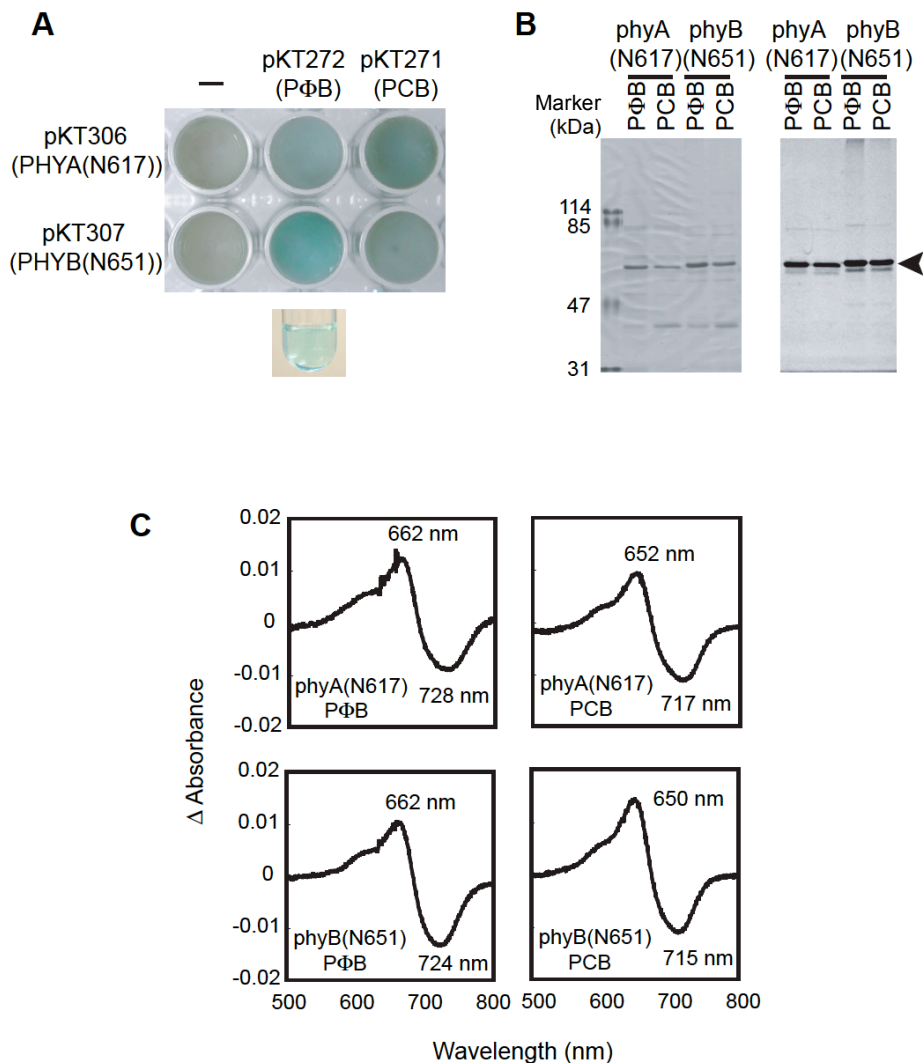 A
—
pKT272
(PΦB)
pKT271
(PCB)
pKT306
(PHYA(N617))
pKT307
(PHYB(N651))
B
phyA
(N617)
phyB
(N651)
phyA
(N617)
phyB
(N651)
Marker
(kDa)
PΦB
PCB
PΦB
PCB
PΦB
PCB
PΦB
PCB
114
85
47
31
C
Δ Absorbance
0.02
0.01
0
-0.01
-0.02
662 nm
phyA(N617)
PΦB
728 nm
652 nm
phyA(N617)
PCB
717 nm
0.02
0.01
0
-0.01
-0.02
662 nm
phyB(N651)
PΦB
724 nm
650 nm
phyB(N651)
PCB
715 nm
500 600 700 800
500 600 700 800
Wavelength (nm)